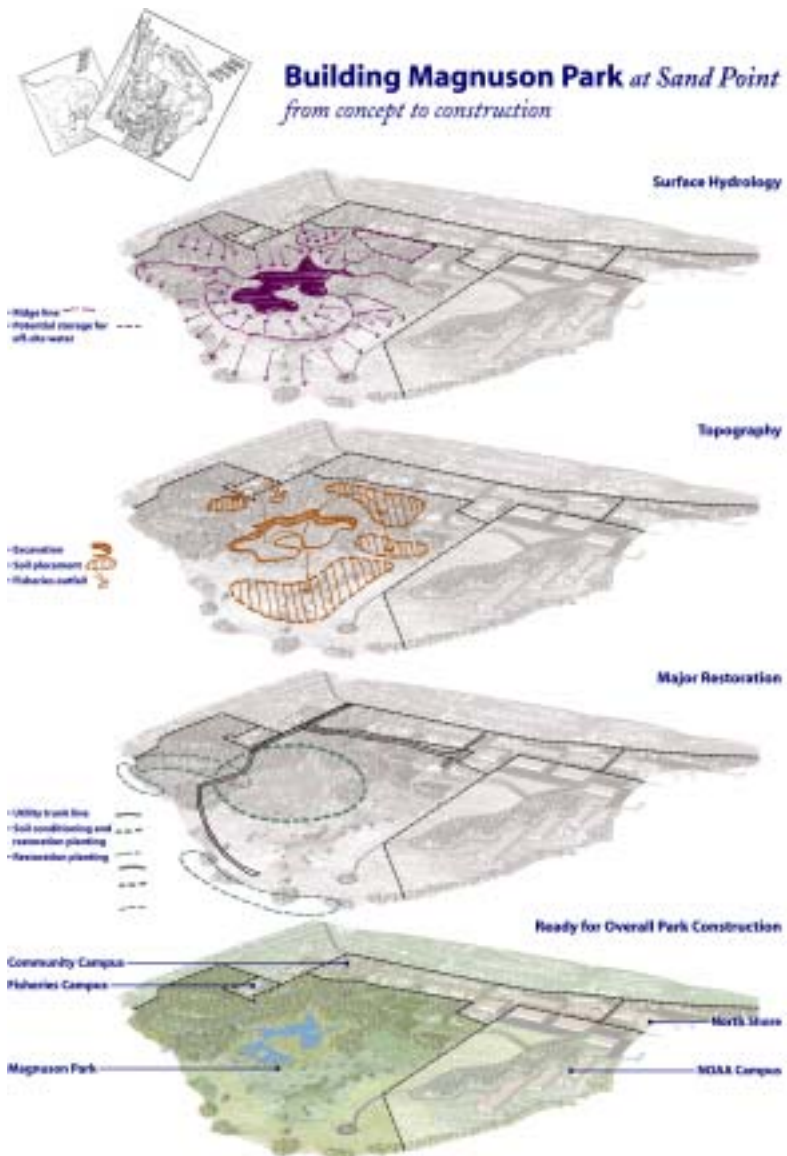 Building Magnuson Park at Sand Point
from concept to construction
Surface Hydrology
Ridge line
Potential storage for
off-site water
Topography
Excavation
Soil placement
Fisheries outfall
Major Restoration
Utility trunk line
Soil conditioning and
restoration planting
Restoration planting
Ready for Overall Park Construction
Community Campus
Fisheries Campus
North Shore
Magnuson Park
NOAA Campus